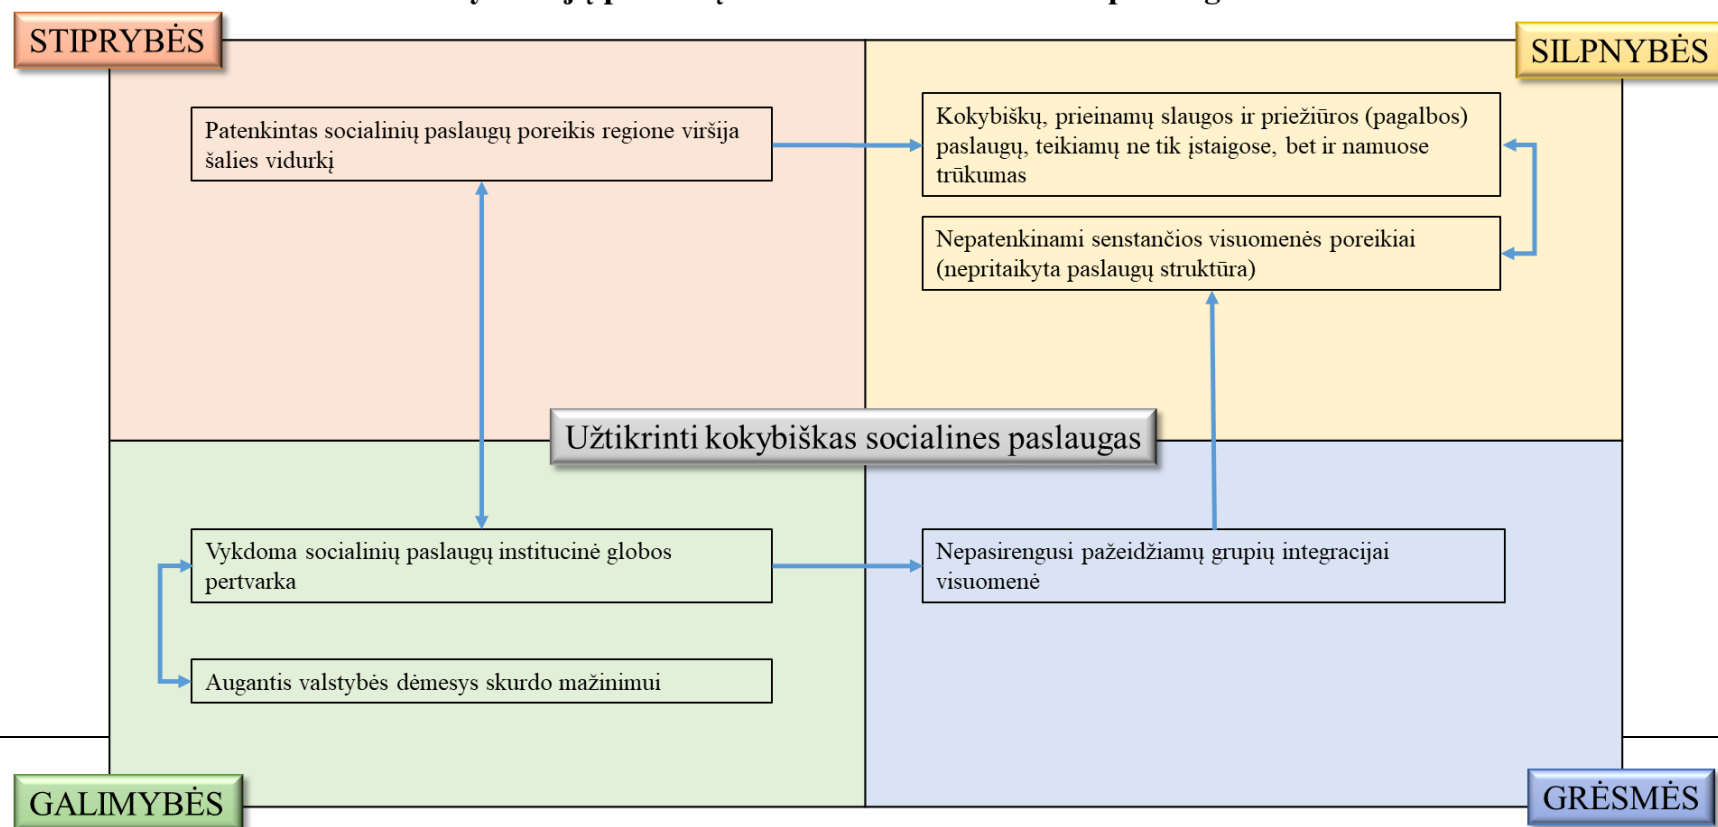 STIPRYBĖS
SILPNYBĖS
Patenkintas socialinių paslaugų poreikis regione viršija
šalies vidurkį
Kokybiškų, prieinamų slaugos ir priežiūros (pagalbos)
paslaugų, teikiamų ne tik įstaigose, bet ir namuose
trūkumas
Nepatenkinami senstančios visuomenės poreikiai
(nepritaikyta paslaugų struktūra)
Užtikrinti kokybiškas socialines paslaugas
Vykdoma socialinių paslaugų institucinė globos
pertvarka
Nepasirengusi pažeidžiamų grupių integracijai
visuomenė
Augantis valstybės dėmesys skurdo mažinimui
GALIMYBĖS
GRĖSMĖS